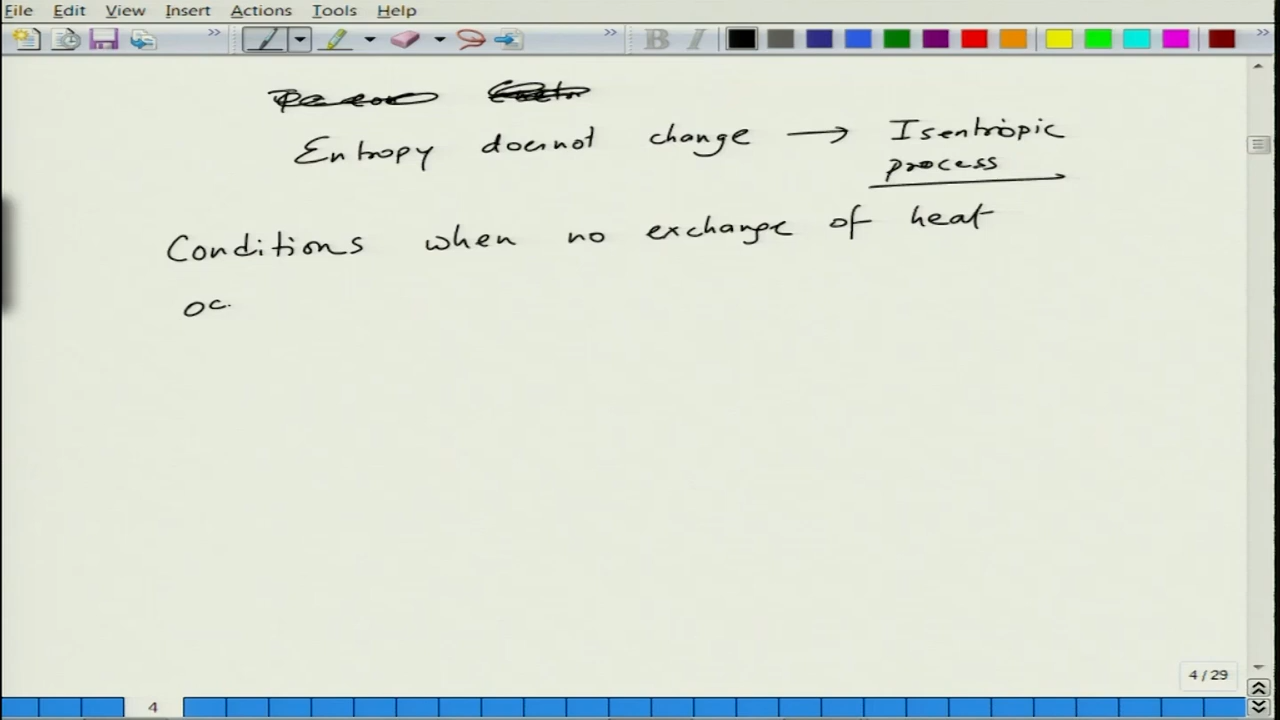 File Edit View Insert Actions Tools Help
B I
Entropy doesnot change → Isentropic
process
Conditions when no exchange of heat
oc
4 / 29
4